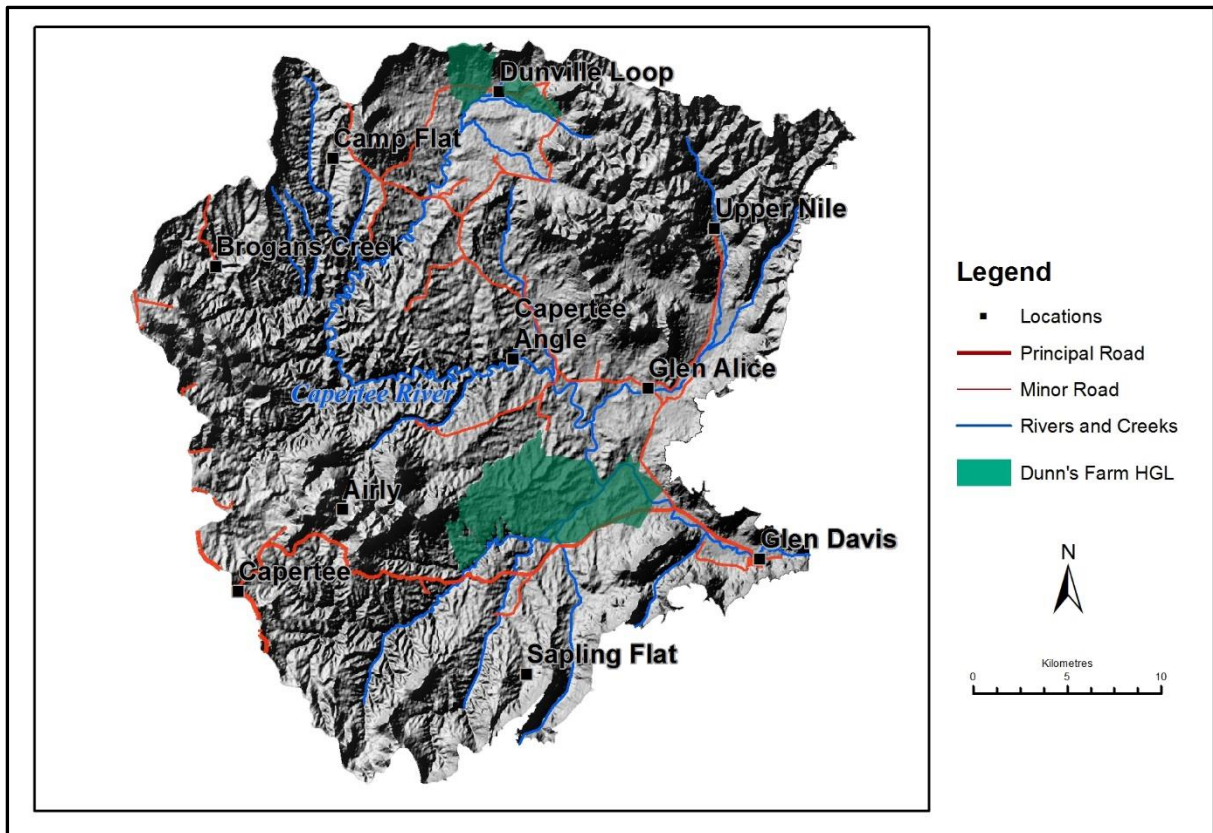 Dunville Loop
Camp Flat
Upper Nile
Brogans Creek
Capertee
Angle
Glen Alice
Capertee River
Airly
Glen Davis
Capertee
Sapling Flat
Legend
Locations
Principal Road
Minor Road
Rivers and Creeks
Dunn's Farm HGL
N
Kilometres
0 5 10